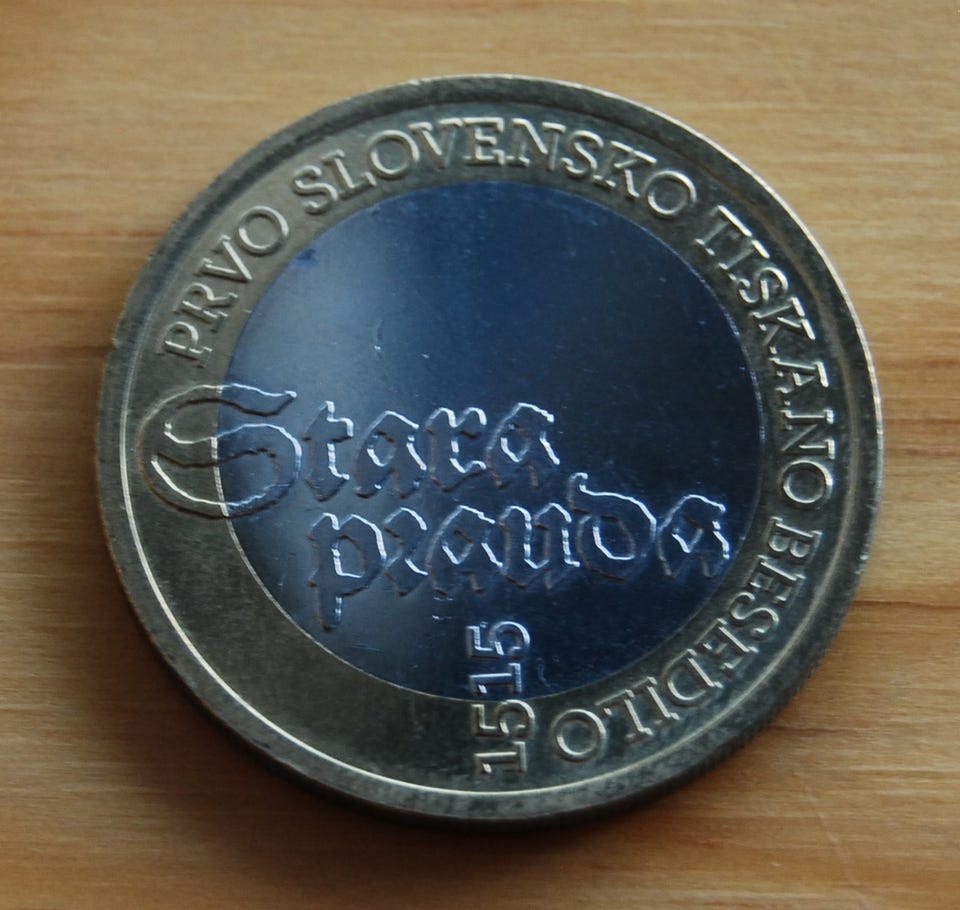 PRVO SLOVENSKO TISKANO BESEDILO
Stara
prauda
1515